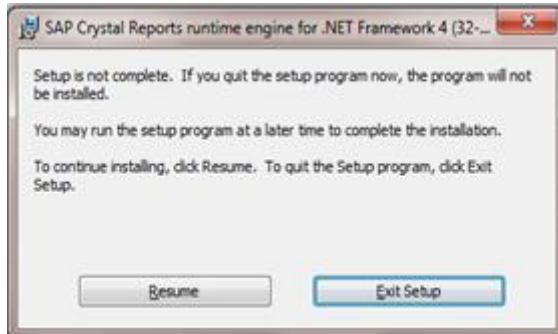 SAP Crystal Reports runtime engine for .NET Framework 4 (32-...
Setup is not complete. If you quit the setup program now, the program will not
be installed.
You may run the setup program at a later time to complete the installation.
To continue installing, click Resume. To quit the Setup program, click Exit
Setup.
Resume
Exit Setup